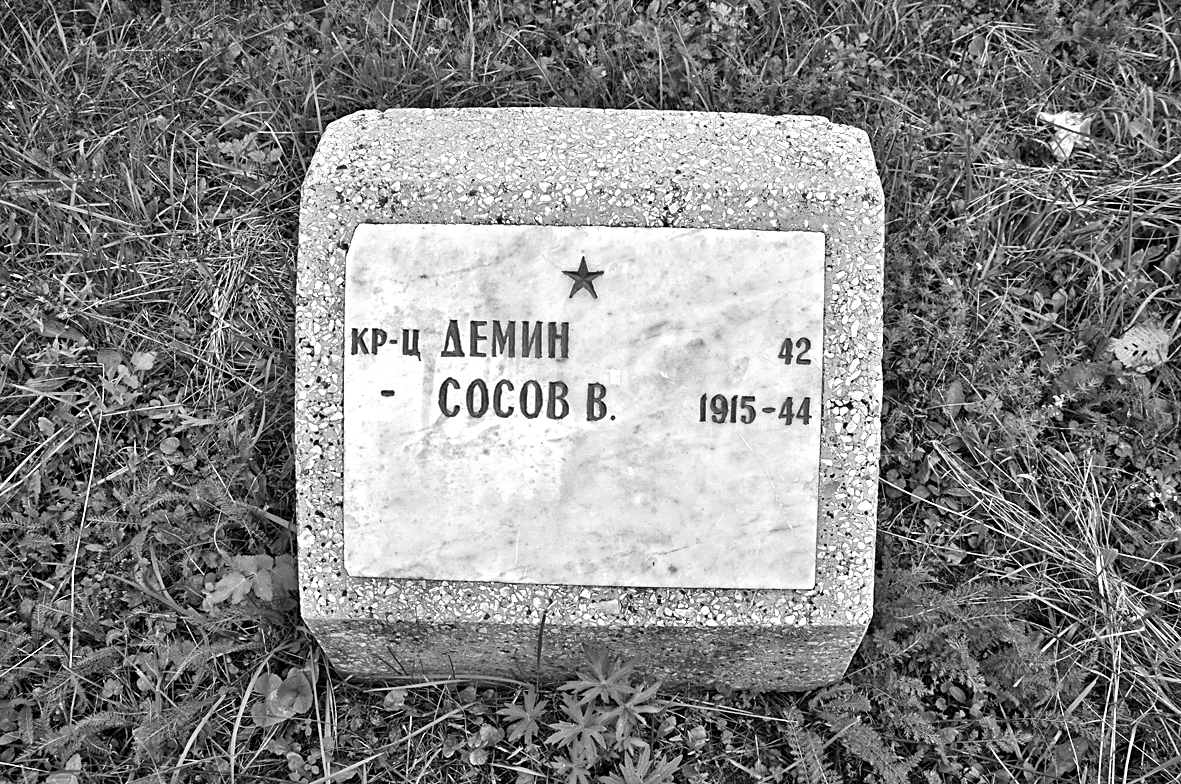 КР-Ц ДЕМИН 42
- СОСОВ В. 1915-44